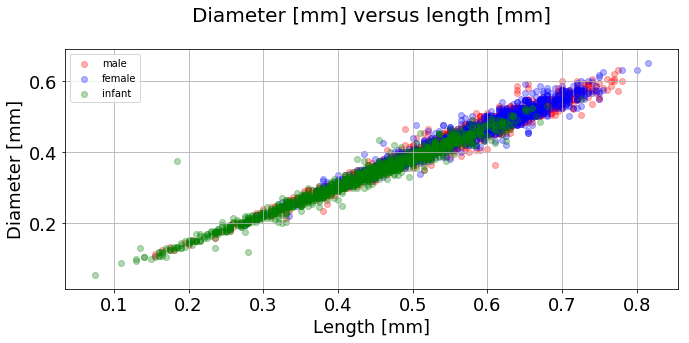 Diameter [mm] versus length [mm]
male
female
infant
Diameter [mm]
0.6
0.4
0.2
0.1 0.2 0.3 0.4 0.5 0.6 0.7 0.8
Length [mm]